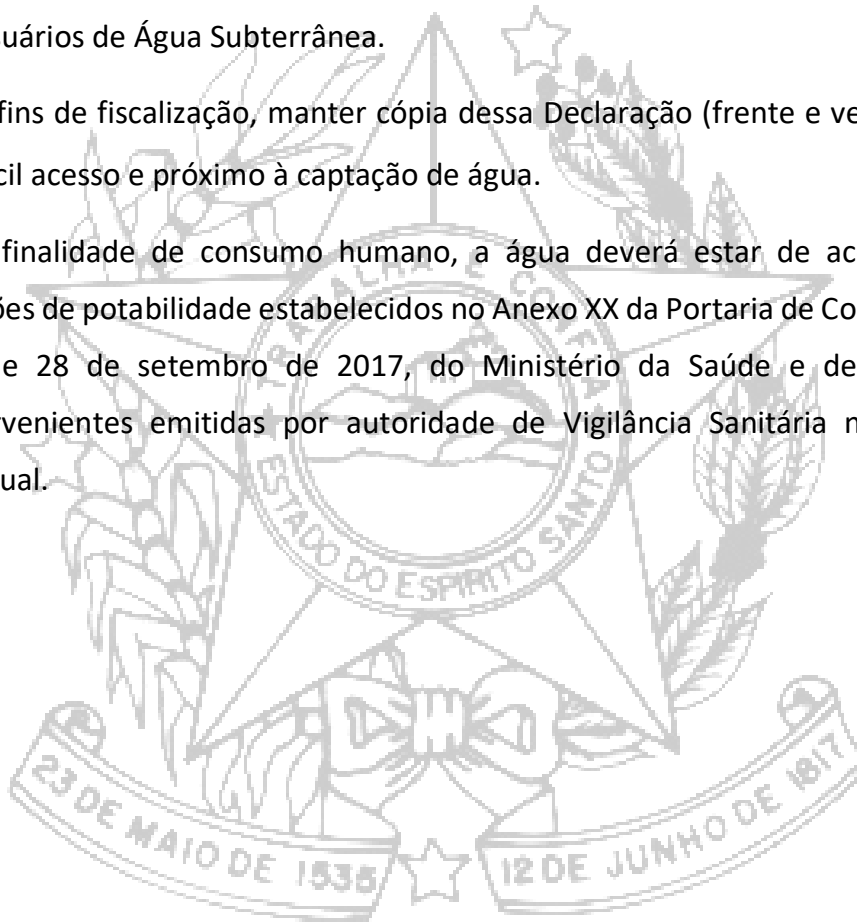 suários de Água Subterrânea.
fins de fiscalização, manter cópia dessa Declaração (frente e ve
cil acesso e próximo à captação de água.
finalidade de consumo humano, a água deverá estar de ac
ões de potabilidade estabelecidos no Anexo XX da Portaria de Co
e 28 de setembro de 2017, do Ministério da Saúde e de
rvenientes emitidas por autoridade de Vigilância Sanitária n
ual.
TRABALHA E CONFIA
ESTADO DO ESPIRITO SANTO
23 DE MAIO DE 1535
12 DE JUNHO DE 1817